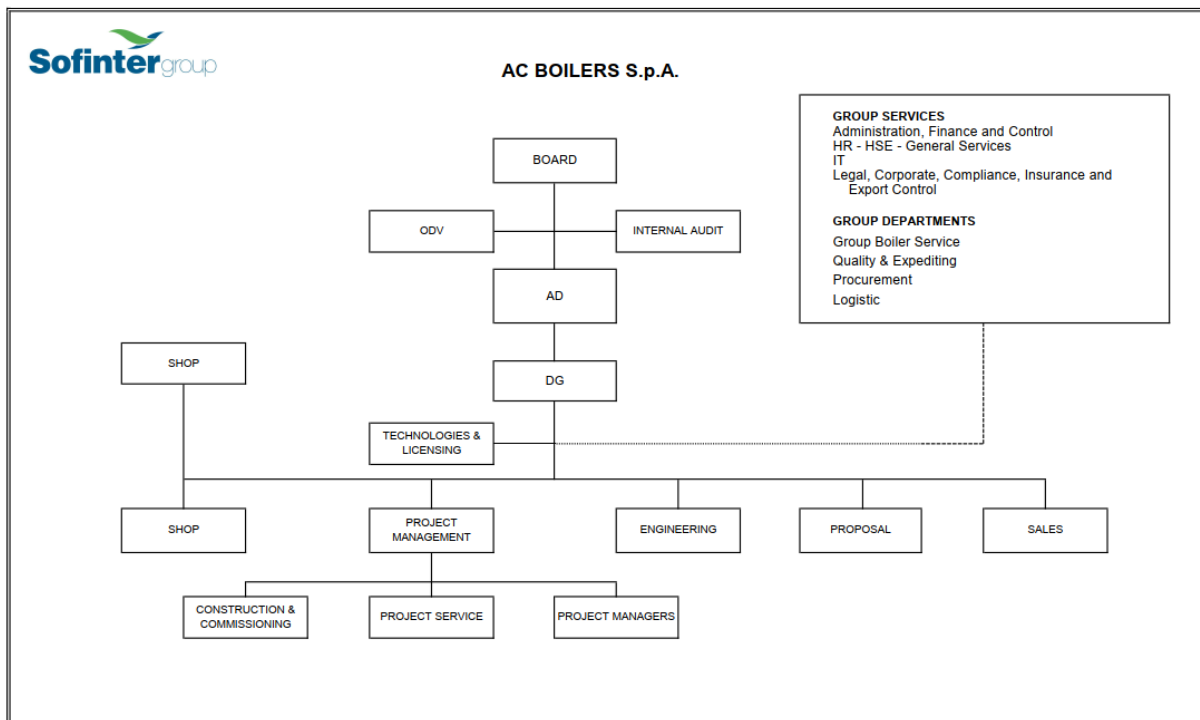 Sofintergroup
AC BOILERS S.p.A.
GROUP SERVICES
Administration, Finance and Control
HR - HSE - General Services
IT
Legal, Corporate, Compliance, Insurance and
Export Control
GROUP DEPARTMENTS
Group Boiler Service
Quality & Expediting
Procurement
Logistic
BOARD
ODV
INTERNAL AUDIT
AD
SHOP
DG
TECHNOLOGIES &
LICENSING
SHOP
PROJECT
MANAGEMENT
ENGINEERING
PROPOSAL
SALES
CONSTRUCTION &
COMMISSIONING
PROJECT SERVICE
PROJECT MANAGERS